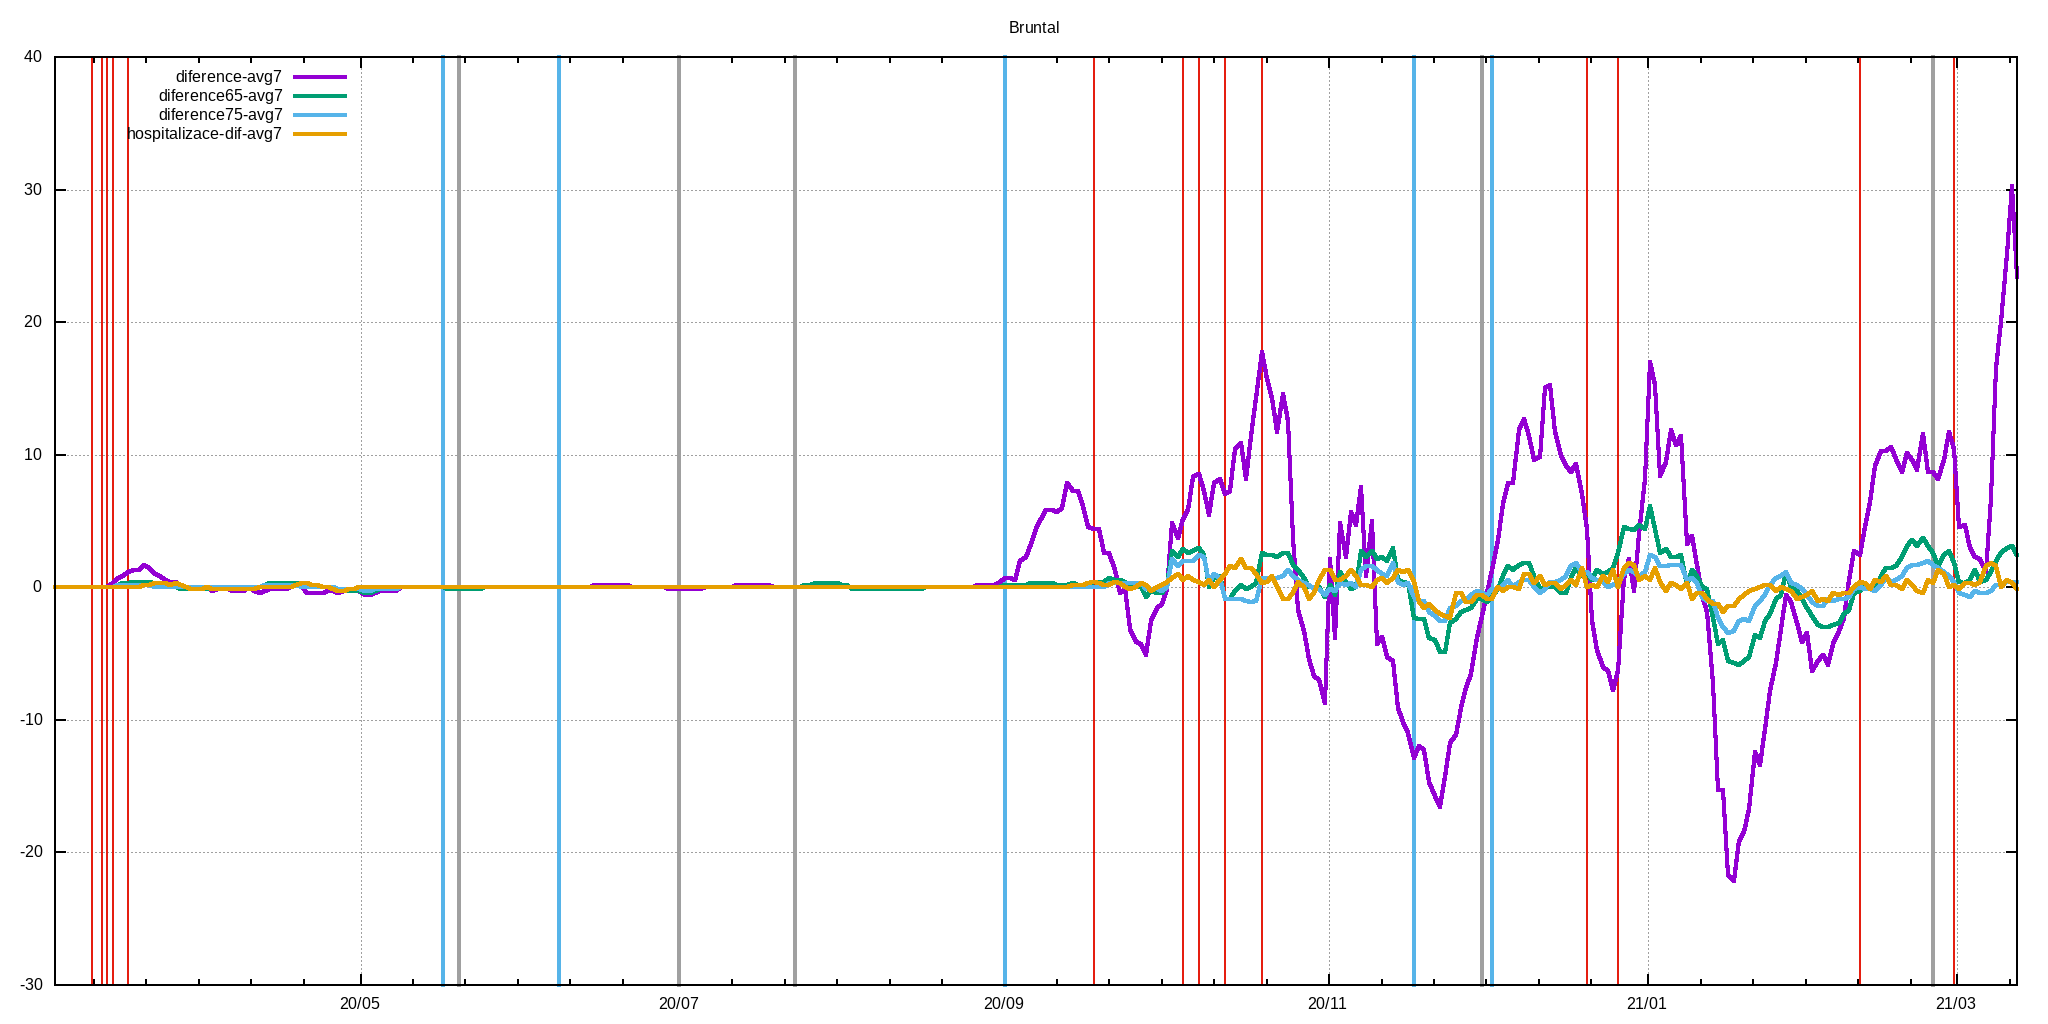 Bruntal
40
diference-avg7
diference65-avg7
diference75-avg7
hospitalizace-dif-avg7
30
20
10
0
-10
-20
-30
20/05 20/07 20/09 20/11 21/01 21/03